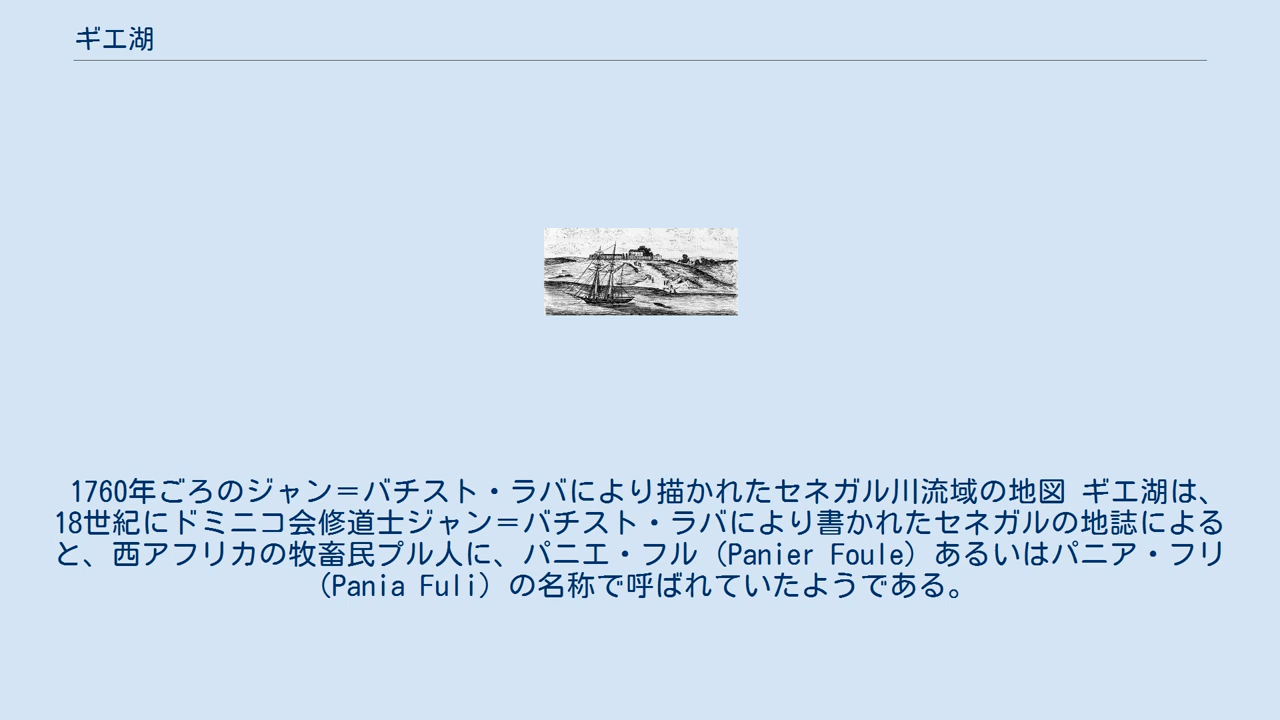 ギエ湖
1760年ごろのジャン＝バチスト・ラバにより描かれたセネガル川流域の地図 ギエ湖は、
18世紀にドミニコ会修道士ジャン＝バチスト・ラバにより書かれたセネガルの地誌による
と、西アフリカの牧畜民プル人に、パニエ・フル（Panier Foule）あるいはパニア・フリ
（Pania Fuli）の名称で呼ばれていたようである。